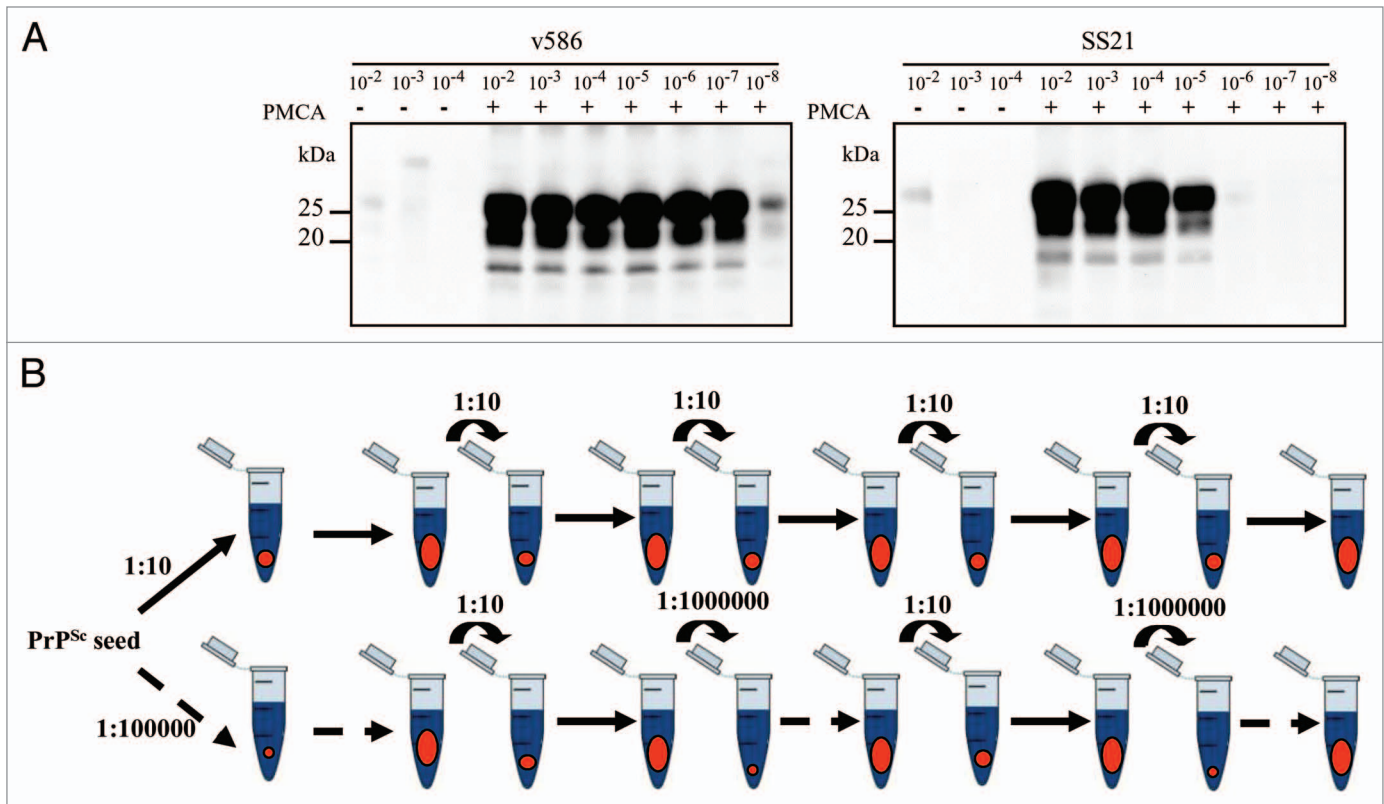 A
v586
SS21
10-2 10-3 10-4 10-2 10-3 10-4 10-5 10-6 10-7 10-8
10-2 10-3 10-4 10-2 10-3 10-4 10-5 10-6 10-7 10-8
PMCA - - - + + + + + + +
PMCA - - - + + + + + + +
kDa
25
20
kDa
25
20
B
1:10 1:10 1:10 1:10
1:10
1:10 1:1000000 1:10 1:1000000
PrPSc seed
1:100000